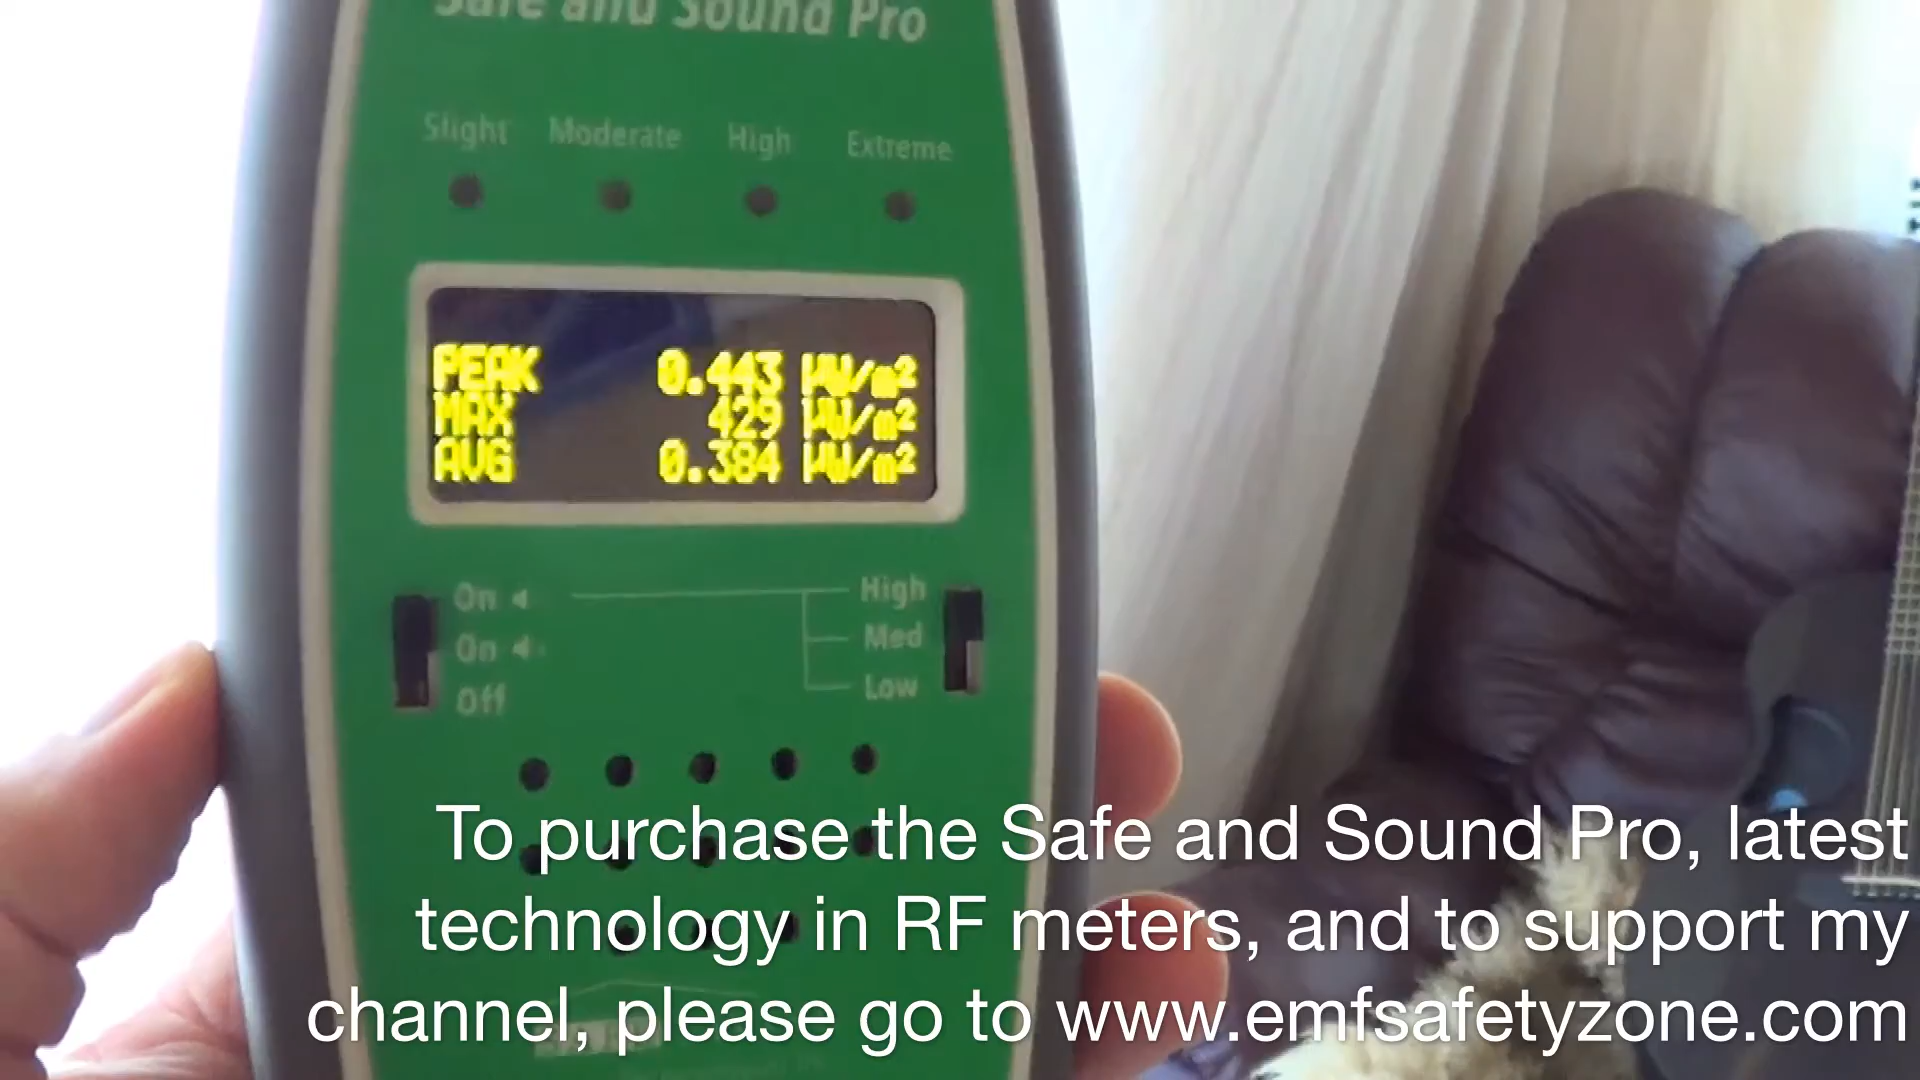 Safe and Sound Pro
Slight Moderate High Extreme
PEAK 0.443 µW/m²
MAX 429 µW/m²
AVG 0.384 µW/m²
On High
On Med
Off Low
To purchase the Safe and Sound Pro, latest
technology in RF meters, and to support my
channel, please go to www.emfsafetyzone.com